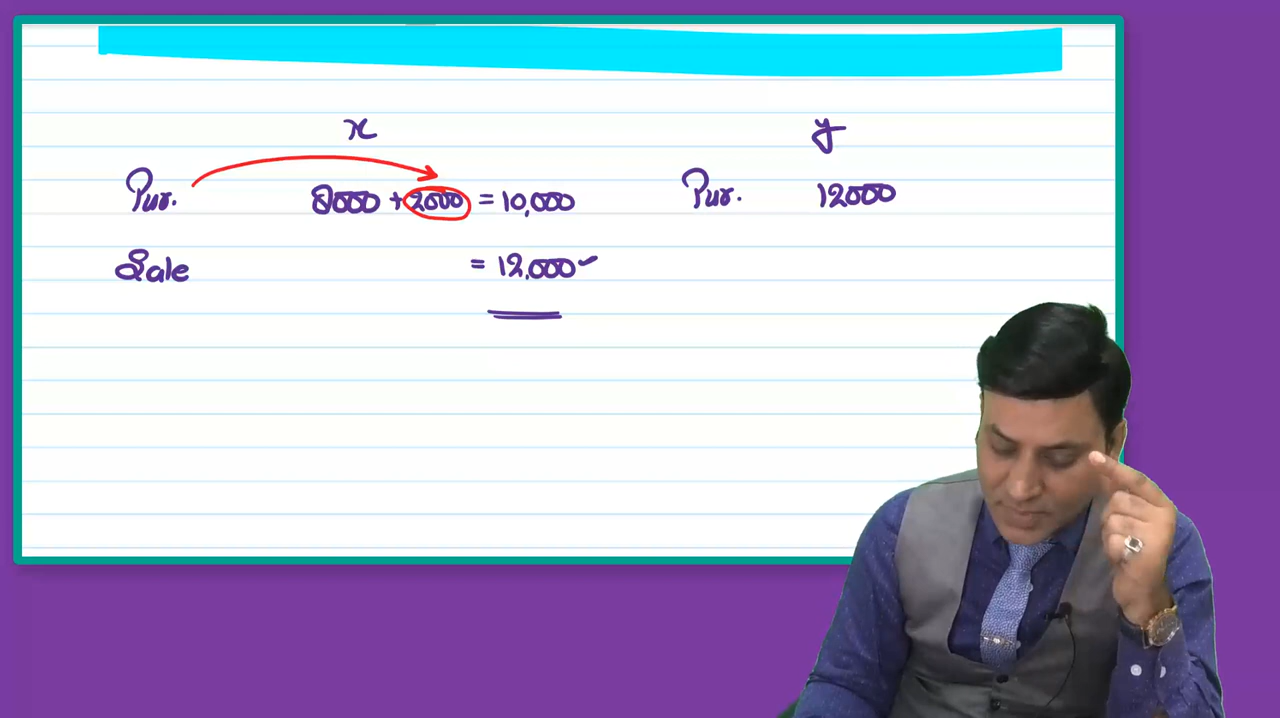 x
y
Pur. 8000 + 2000 = 10,000
Pur. 12000
Sale = 12,000